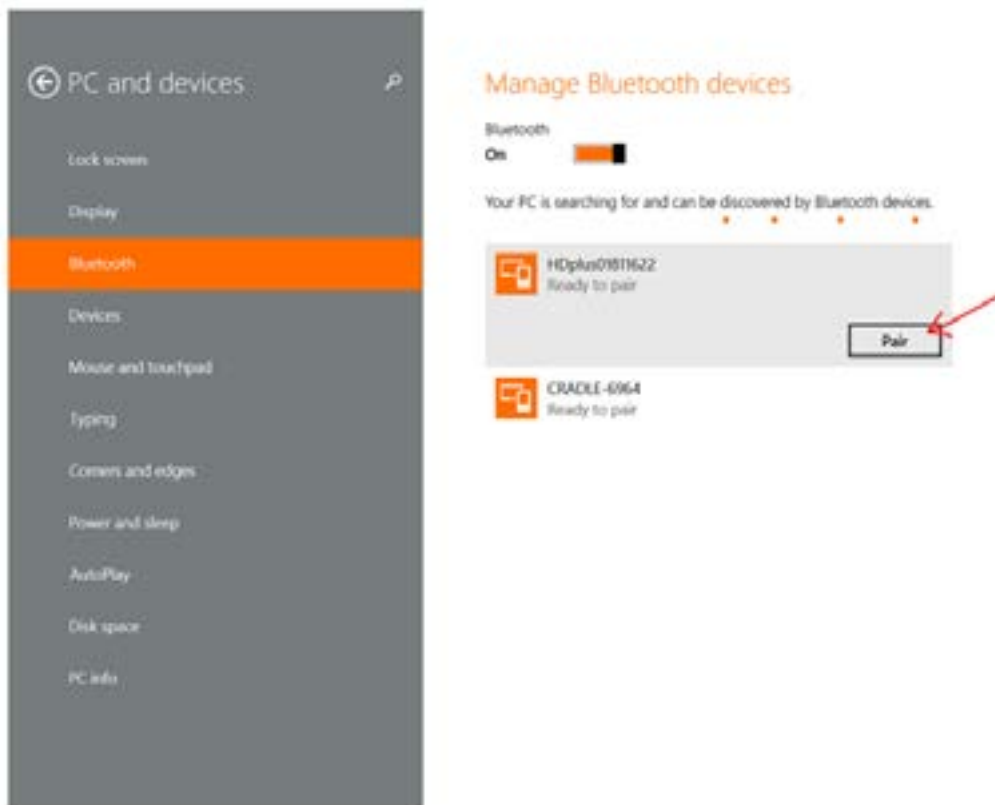 PC and devices
Lock screen
Display
Bluetooth
Devices
Mouse and touchpad
Typing
Corners and edges
Power and sleep
AutoPlay
Disk space
PC info
Manage Bluetooth devices
Bluetooth
On
Your PC is searching for and can be discovered by Bluetooth devices.
HDplus01811622
Ready to pair
Pair
CRADLE-6964
Ready to pair